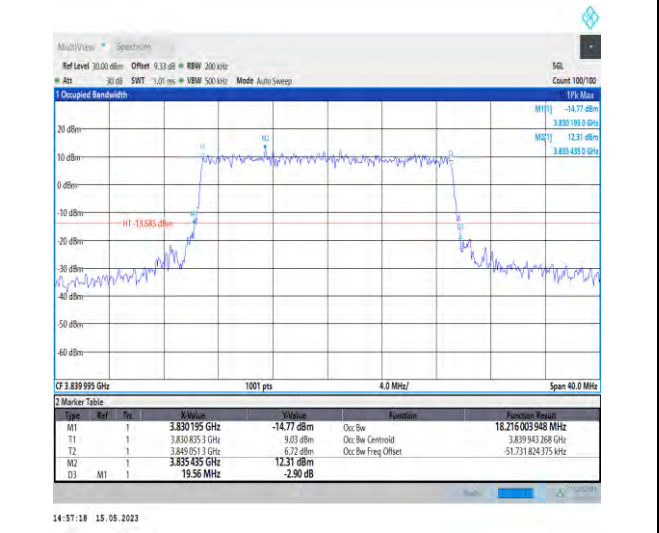 MultiView Spectrum
Ref Level 30.00 dBm Offset 9.33 dB RBW 200 kHz SGL
Att 30 dB SWT 1.01 ms VBW 500 kHz Mode Auto Sweep Count 100/100
1 Occupied Bandwidth 1Pk Max
M1[1] -14.77 dBm
3.830 195 0 GHz
M2[1] 12.31 dBm
3.835 435 0 GHz
20 dBm
M2
T1
10 dBm
0 dBm
-10 dBm
M1
H1 -13.685 dBm
D3
-20 dBm
-30 dBm
-40 dBm
-50 dBm
-60 dBm
CF 3.839 995 GHz 1001 pts 4.0 MHz/ Span 40.0 MHz
2 Marker Table
Type Ref Trc X-Value Y-Value Function Function Result
M1 1 3.830 195 GHz -14.77 dBm Occ Bw 18.216 003 948 MHz
T1 1 3.830 835 3 GHz 9.03 dBm Occ Bw Centroid 3.839 943 268 GHz
T2 1 3.849 051 3 GHz 6.72 dBm Occ Bw Freq Offset -51.731 824 375 kHz
M2 1 3.835 435 GHz 12.31 dBm
D3 M1 1 19.56 MHz -2.90 dB
14:57:18 15.05.2023